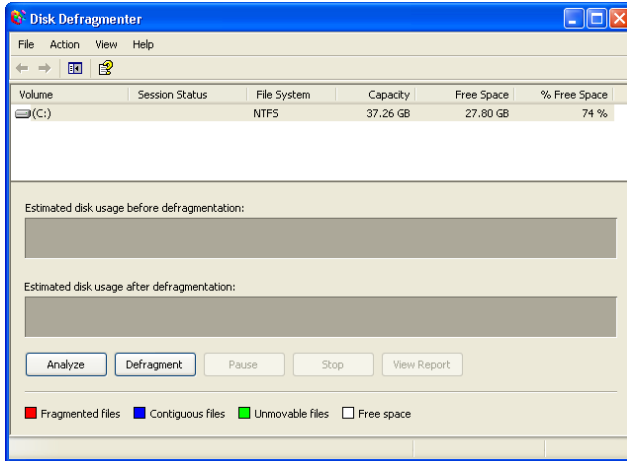 Disk Defragmenter
File Action View Help
Volume Session Status File System Capacity Free Space % Free Space
(C:) NTFS 37.26 GB 27.80 GB 74 %
Estimated disk usage before defragmentation:
Estimated disk usage after defragmentation:
Analyze Defragment Pause Stop View Report
Fragmented files Contiguous files Unmovable files Free space